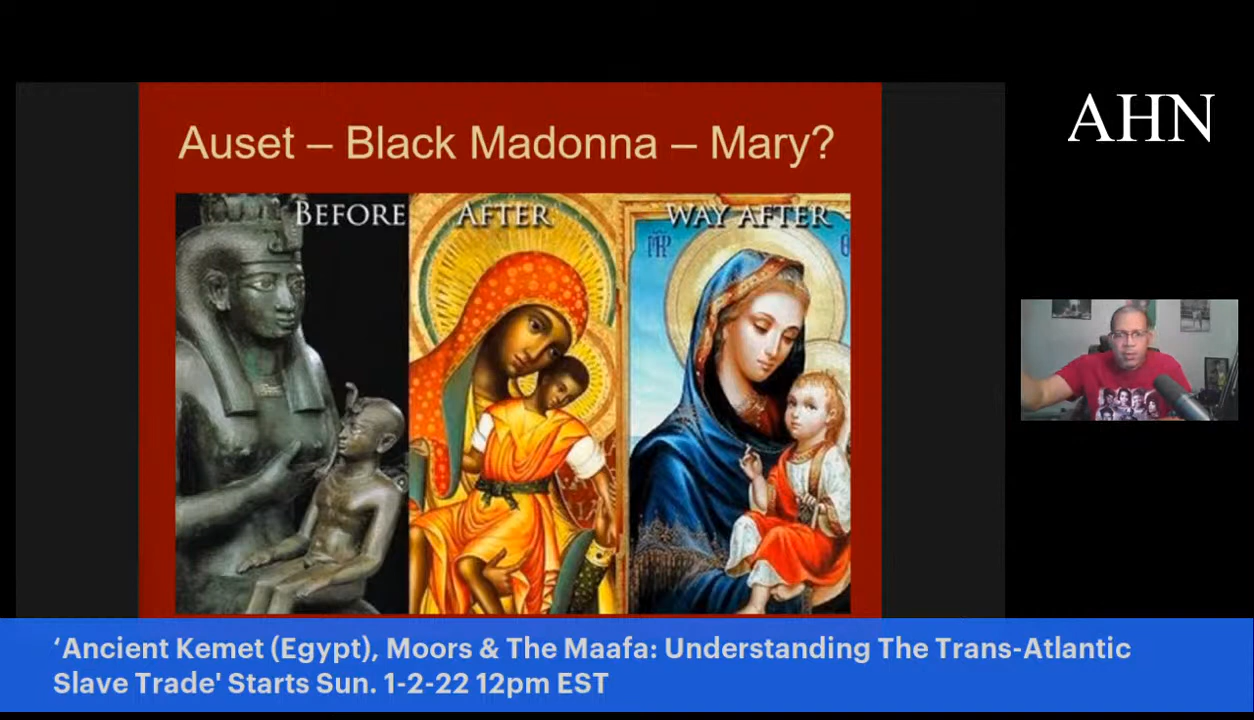 AHN
Auset – Black Madonna – Mary?
BEFORE
AFTER
WAY AFTER
ΜΡ
‘Ancient Kemet (Egypt), Moors & The Maafa: Understanding The Trans-Atlantic
Slave Trade' Starts Sun. 1-2-22 12pm EST